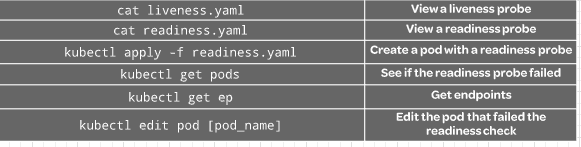 cat liveness.yaml View a liveness probe
cat readiness.yaml View a readiness probe
kubectl apply -f readiness.yaml Create a pod with a readiness probe
kubectl get pods See if the readiness probe failed
kubectl get ep Get endpoints
kubectl edit pod [pod_name] Edit the pod that failed the
readiness check